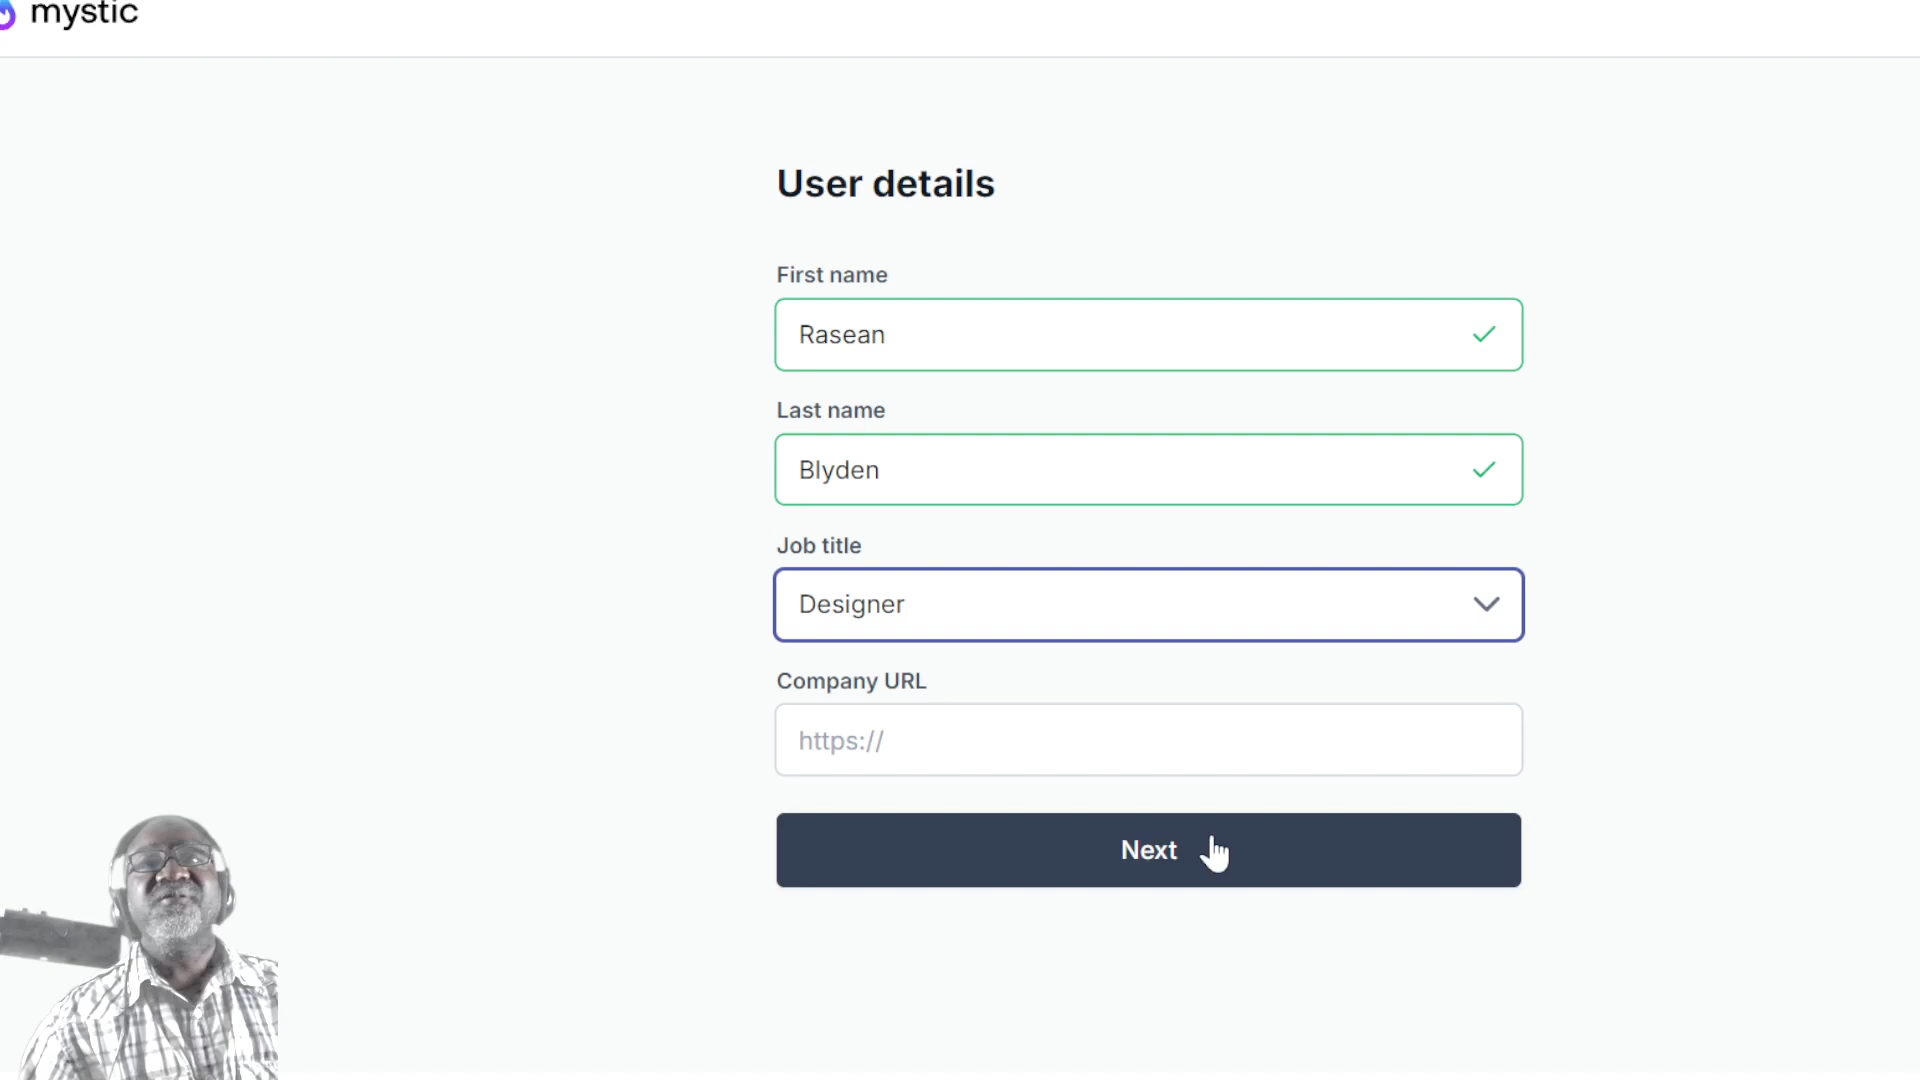 mystic
User details
First name
Rasean
Last name
Blyden
Job title
Designer
Company URL
https://
Next